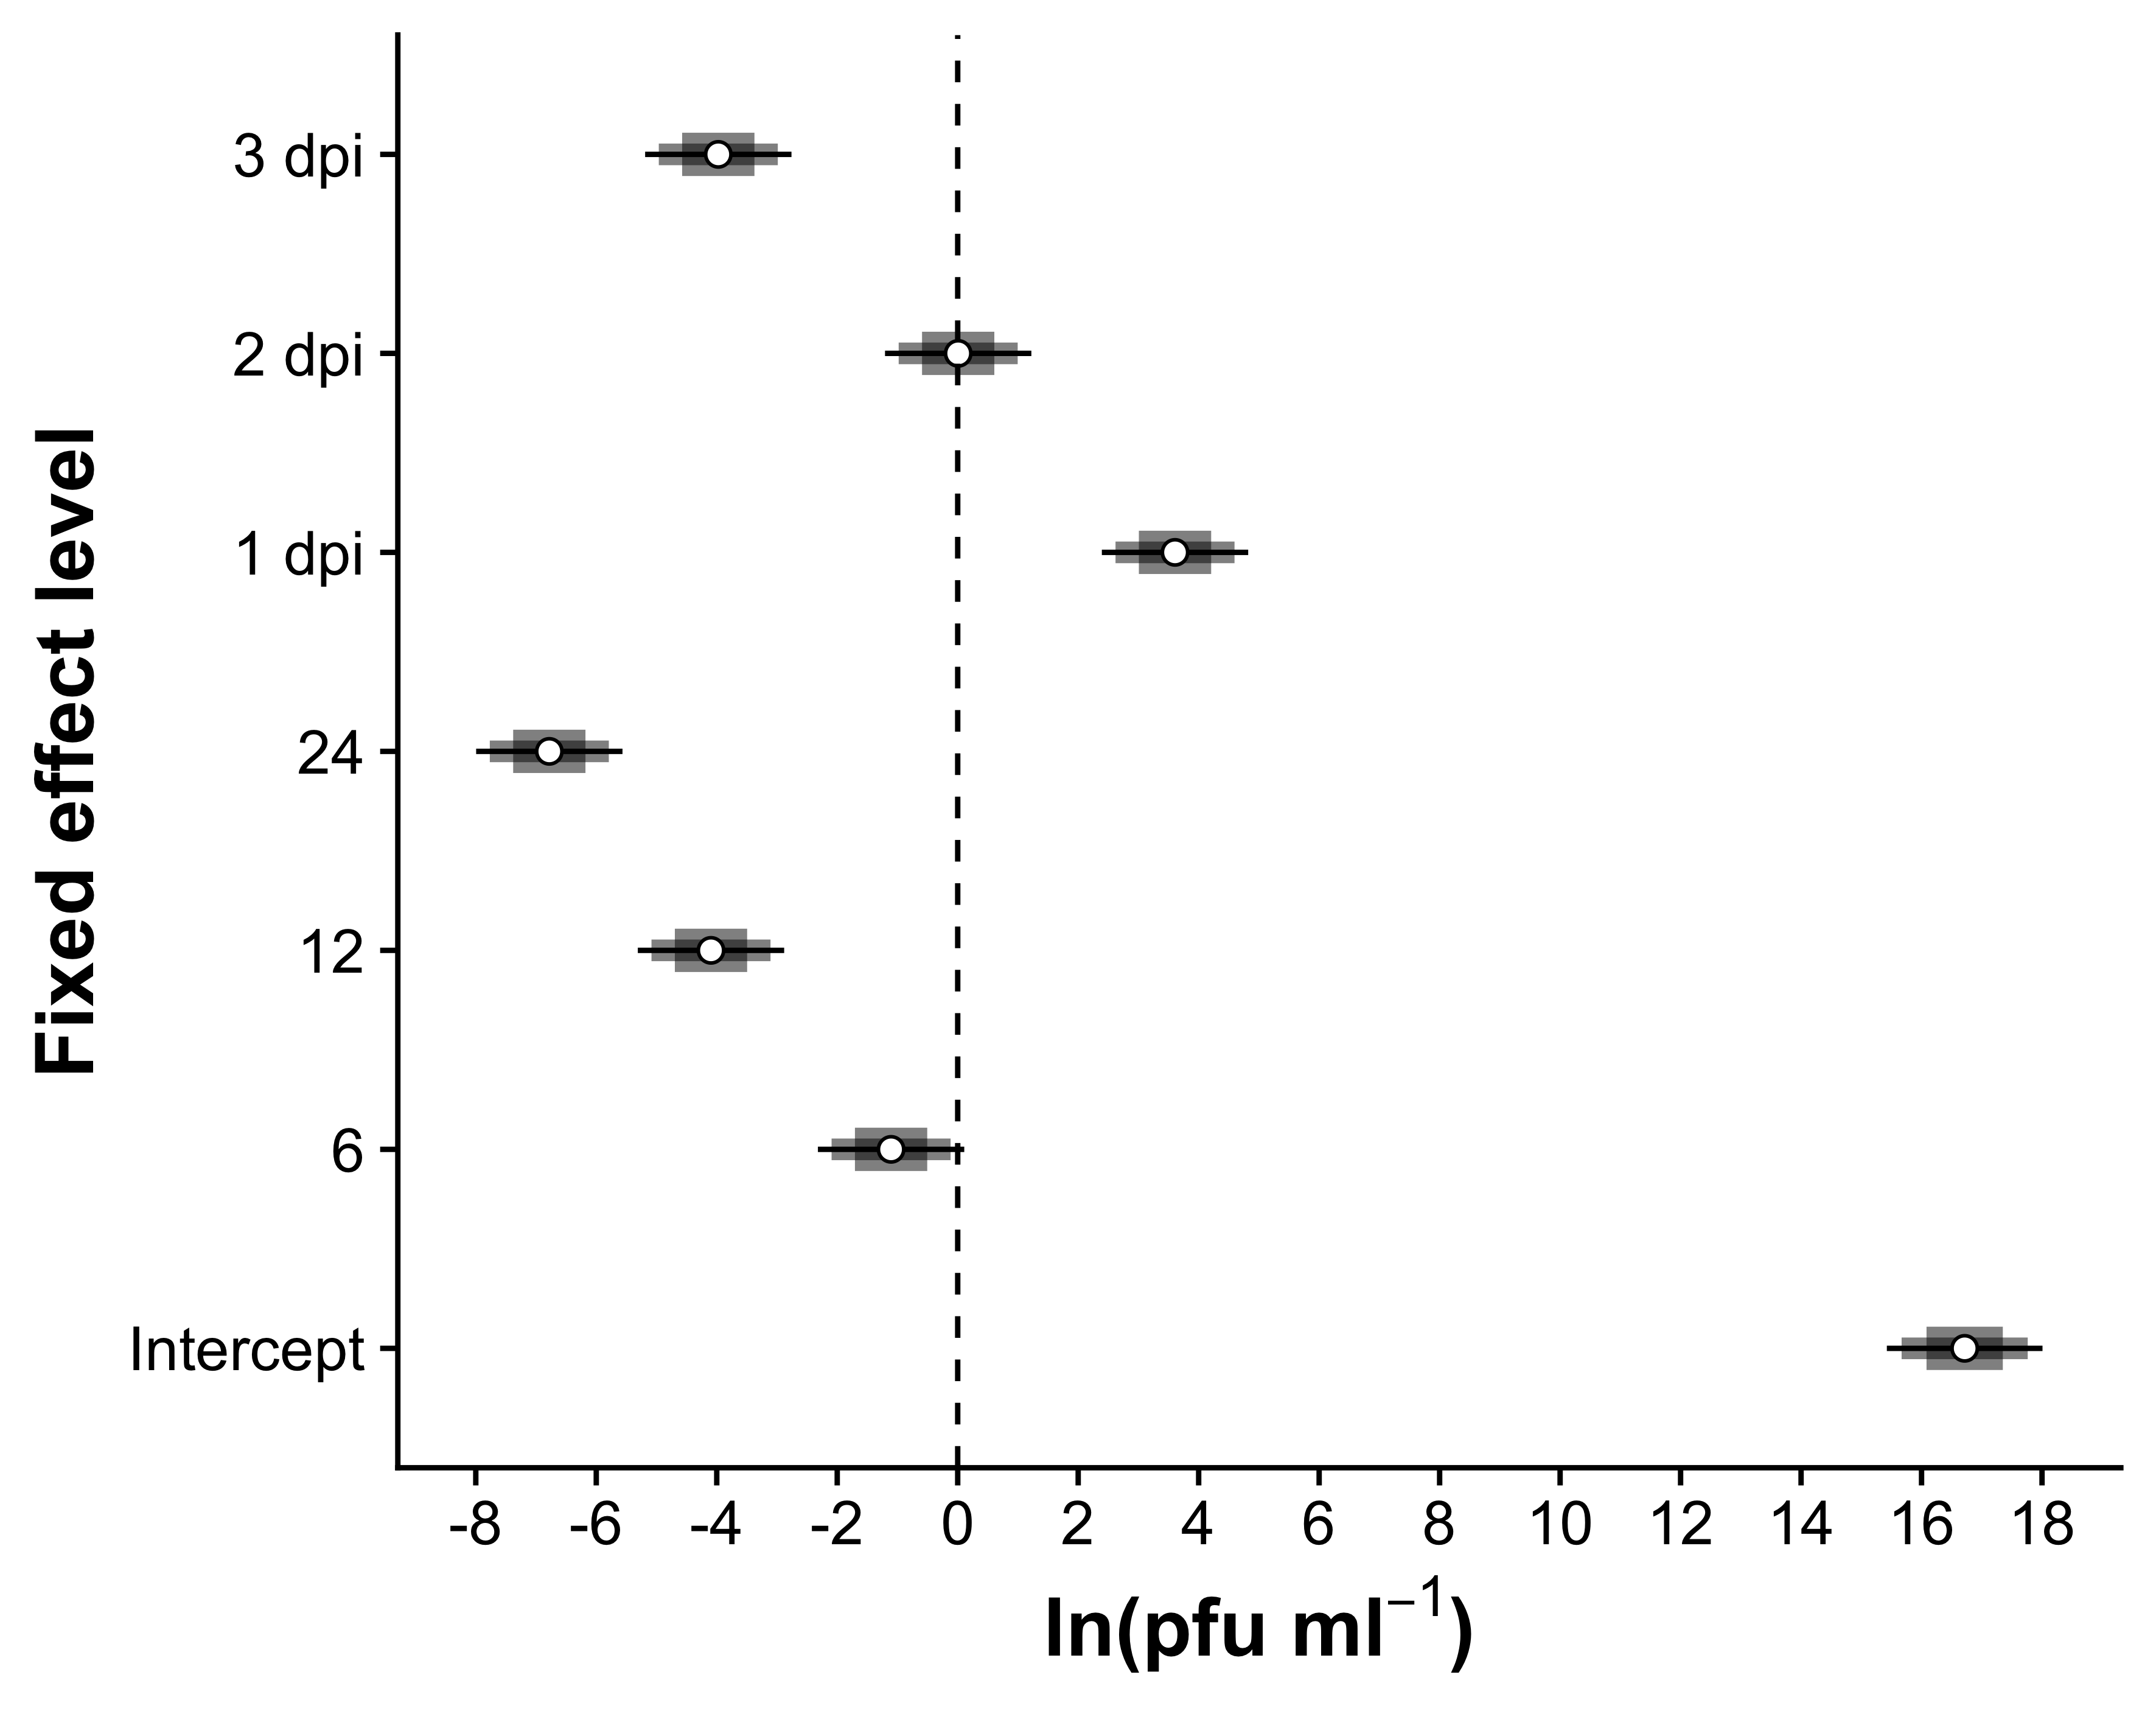 Fixed effect level
3 dpi
2 dpi
1 dpi
24
12
6
Intercept
-8 -6 -4 -2 0 2 4 6 8 10 12 14 16 18
ln(pfu ml⁻¹)